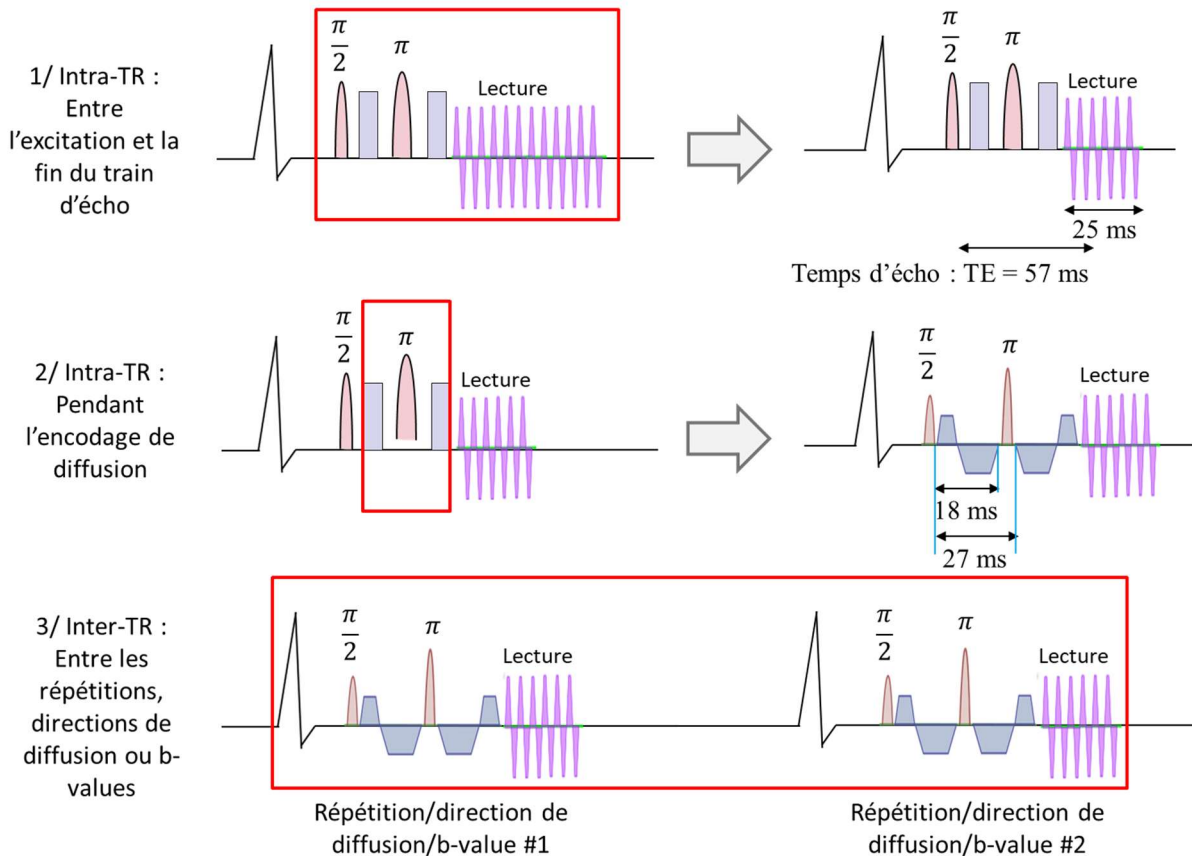 1/ Intra-TR :
Entre
l’excitation et la
fin du train
d’écho
π/2
π
Lecture
π/2
π
Lecture
25 ms
Temps d’écho : TE = 57 ms
2/ Intra-TR :
Pendant
l’encodage de
diffusion
π/2
π
Lecture
π/2
π
Lecture
18 ms
27 ms
3/ Inter-TR :
Entre les
répétitions,
directions de
diffusion ou b-
values
π/2
π
Lecture
π/2
π
Lecture
Répétition/direction de
diffusion/b-value #1
Répétition/direction de
diffusion/b-value #2